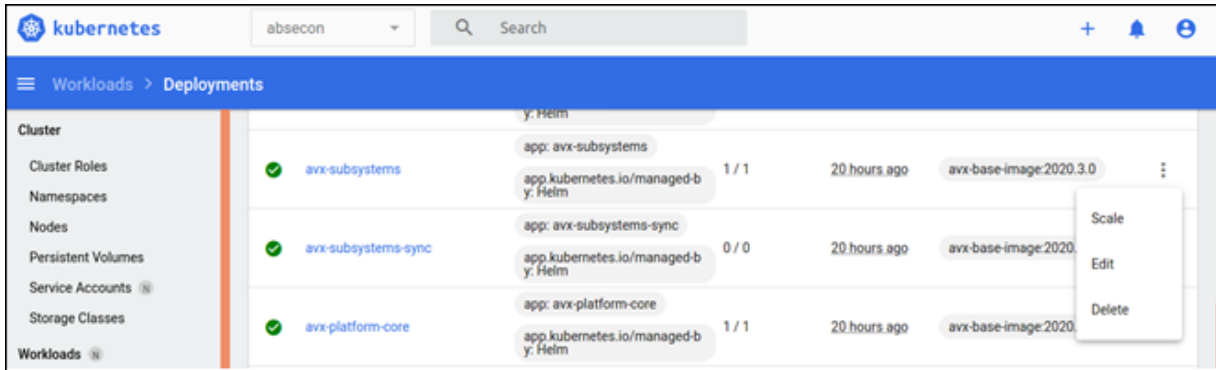 kubernetes
absecon
Search
Workloads > Deployments
Cluster
Cluster Roles
Namespaces
Nodes
Persistent Volumes
Service Accounts N
Storage Classes
Workloads N
y: Helm
avx-subsystems
app: avx-subsystems
app.kubernetes.io/managed-b
y: Helm
1 / 1
20 hours ago
avx-base-image:2020.3.0
avx-subsystems-sync
app: avx-subsystems-sync
app.kubernetes.io/managed-b
y: Helm
0 / 0
20 hours ago
avx-base-image:2020.
avx-platform-core
app: avx-platform-core
app.kubernetes.io/managed-b
y: Helm
1 / 1
20 hours ago
avx-base-image:2020.
Scale
Edit
Delete